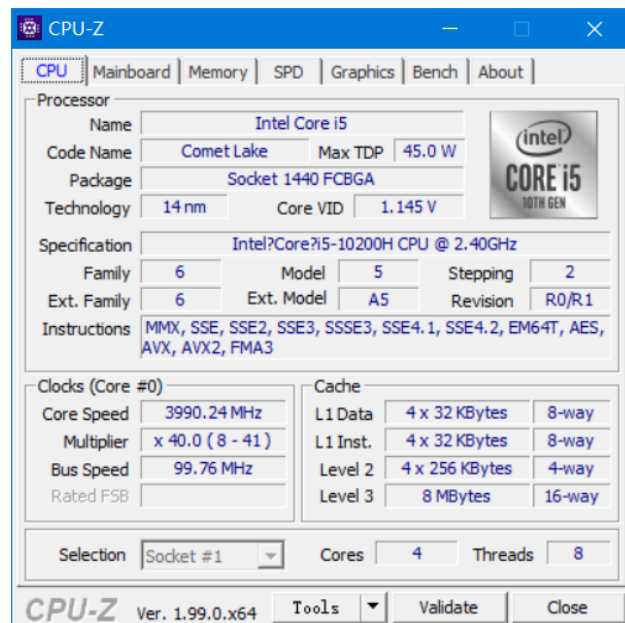 CPU-Z
CPU Mainboard Memory SPD Graphics Bench About
Processor
Name Intel Core i5
Code Name Comet Lake Max TDP 45.0 W
Package Socket 1440 FCBGA
Technology 14 nm Core VID 1.145 V
intel
CORE i5
10TH GEN
Specification Intel?Core?i5-10200H CPU @ 2.40GHz
Family 6 Model 5 Stepping 2
Ext. Family 6 Ext. Model A5 Revision R0/R1
Instructions MMX, SSE, SSE2, SSE3, SSSE3, SSE4.1, SSE4.2, EM64T, AES,
AVX, AVX2, FMA3
Clocks (Core #0)
Core Speed 3990.24 MHz
Multiplier x 40.0 ( 8 - 41 )
Bus Speed 99.76 MHz
Rated FSB
Cache
L1 Data 4 x 32 KBytes 8-way
L1 Inst. 4 x 32 KBytes 8-way
Level 2 4 x 256 KBytes 4-way
Level 3 8 MBytes 16-way
Selection Socket #1 Cores 4 Threads 8
CPU-Z Ver. 1.99.0.x64 Tools Validate Close